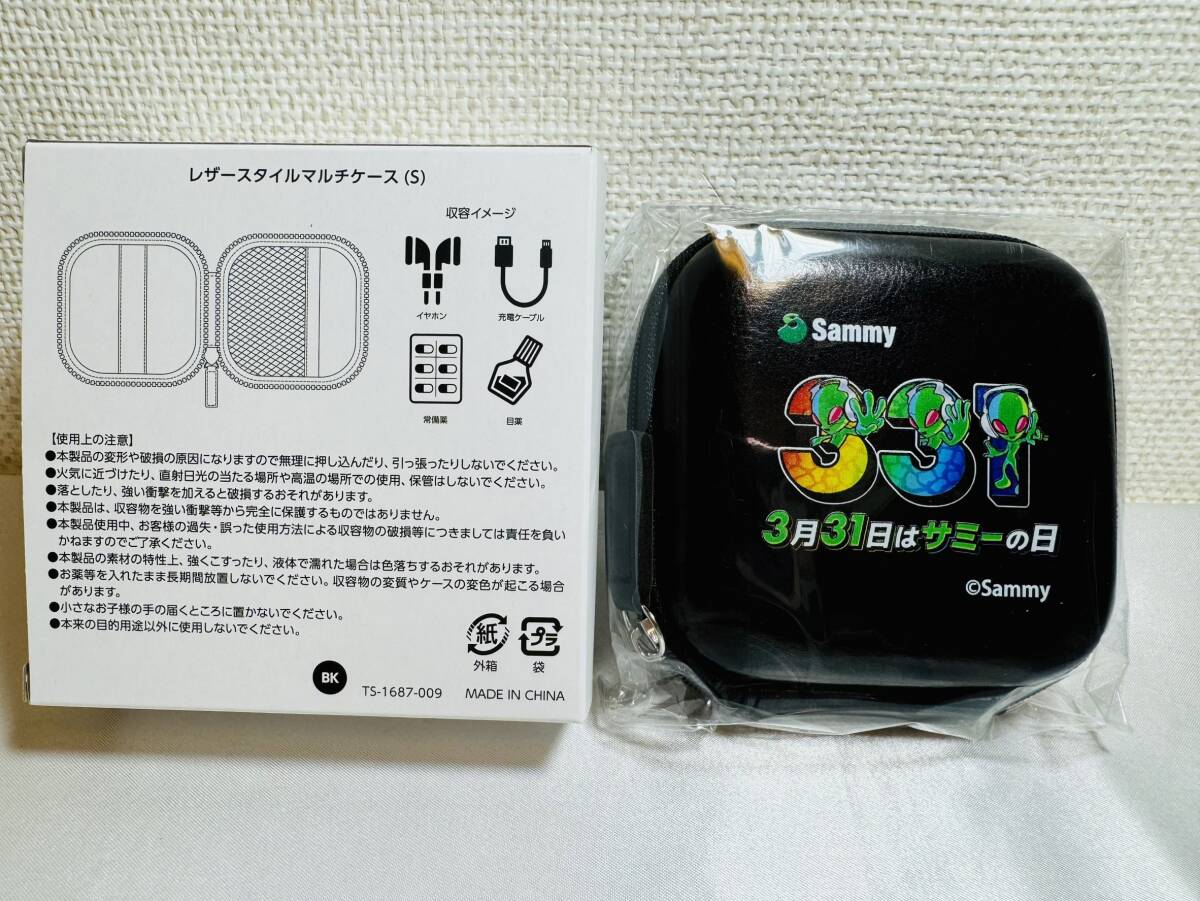 レザースタイルマルチケース (S)
収容イメージ
イヤホン
充電ケーブル
常備薬
目薬
【使用上の注意】
●本製品の変形や破損の原因になりますので無理に押し込んだり、引っ張ったりしないでください。
●火気に近づけたり、直射日光の当たる場所や高温の場所での使用、保管はしないでください。
●落としたり、強い衝撃を加えると破損するおそれがあります。
●本製品は、収容物を強い衝撃等から完全に保護するものではありません。
●本製品使用中、お客様の過失・誤った使用方法による収容物の破損等につきましては責任を負い
かねますのでご了承ください。
●本製品の素材の特性上、強くこすったり、液体で濡れた場合は色落ちするおそれがあります。
●お薬等を入れたまま長期間放置しないでください。収容物の変質やケースの変色が起こる場合
があります。
●小さなお子様の手の届くところに置かないでください。
●本来の目的用途以外に使用しないでください。
紙
外箱
プラ
袋
BK
TS-1687-009
MADE IN CHINA
Sammy
331
3月31日はサミーの日
©Sammy